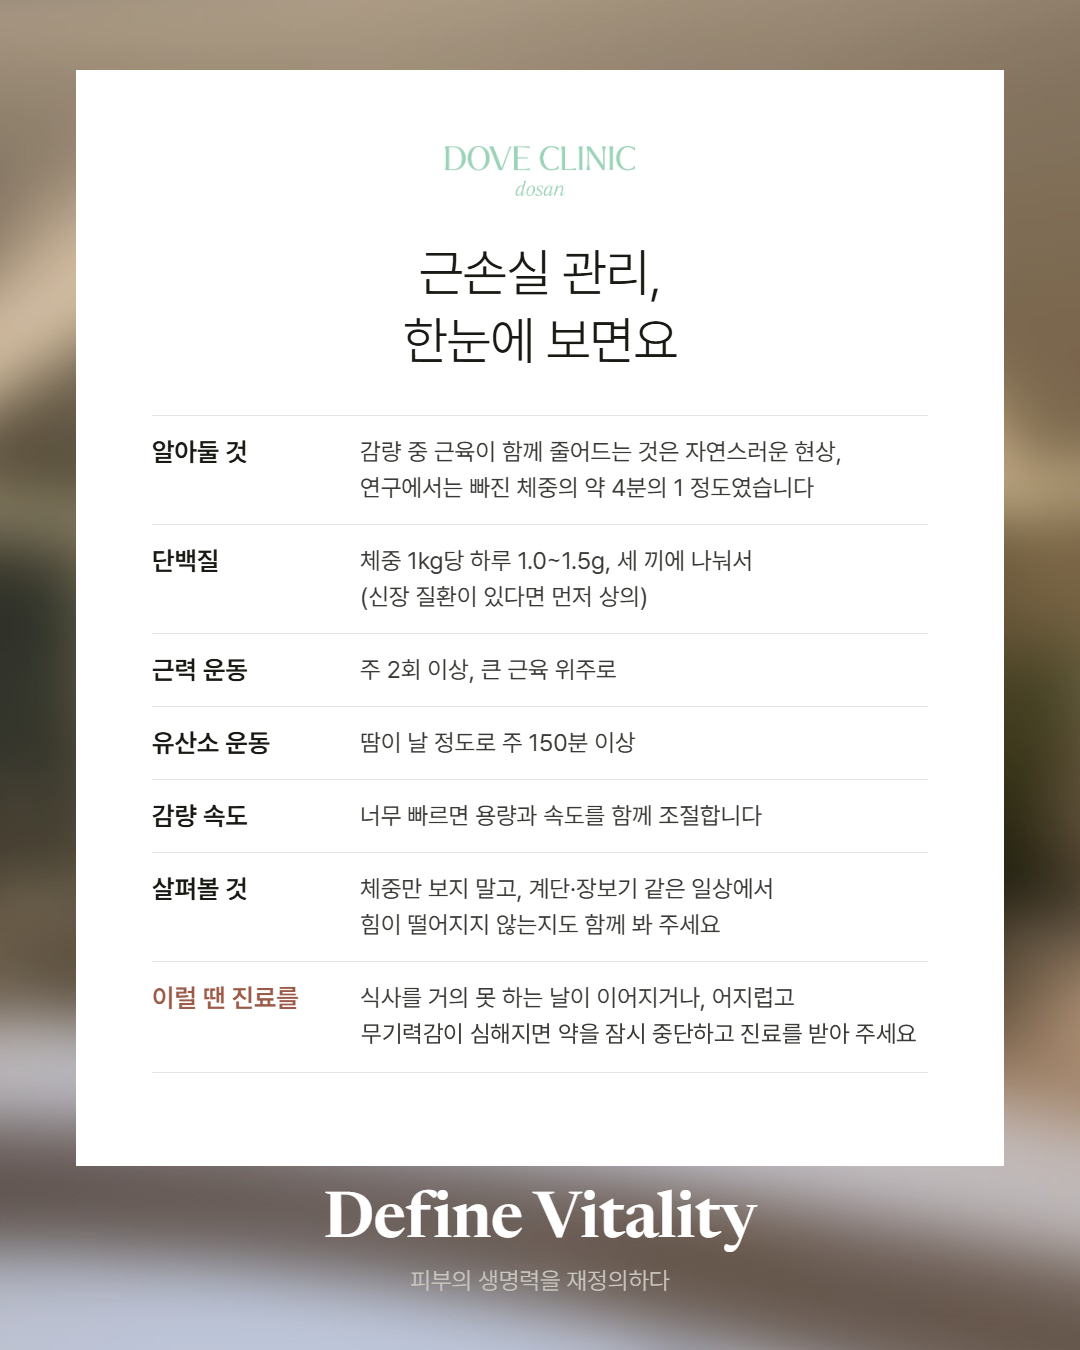 DOVE CLINIC
dosan
근손실 관리,
한눈에 보면요
알아둘 것
감량 중 근육이 함께 줄어드는 것은 자연스러운 현상,
연구에서는 빠진 체중의 약 4분의 1 정도였습니다
단백질
체중 1kg당 하루 1.0~1.5g, 세 끼에 나눠서
(신장 질환이 있다면 먼저 상의)
근력 운동
주 2회 이상, 큰 근육 위주로
유산소 운동
땀이 날 정도로 주 150분 이상
감량 속도
너무 빠르면 용량과 속도를 함께 조절합니다
살펴볼 것
체중만 보지 말고, 계단·장보기 같은 일상에서
힘이 떨어지지 않는지도 함께 봐 주세요
이럴 땐 진료를
식사를 거의 못 하는 날이 이어지거나, 어지럽고
무기력감이 심해지면 약을 잠시 중단하고 진료를 받아 주세요
Define Vitality
피부의 생명력을 재정의하다